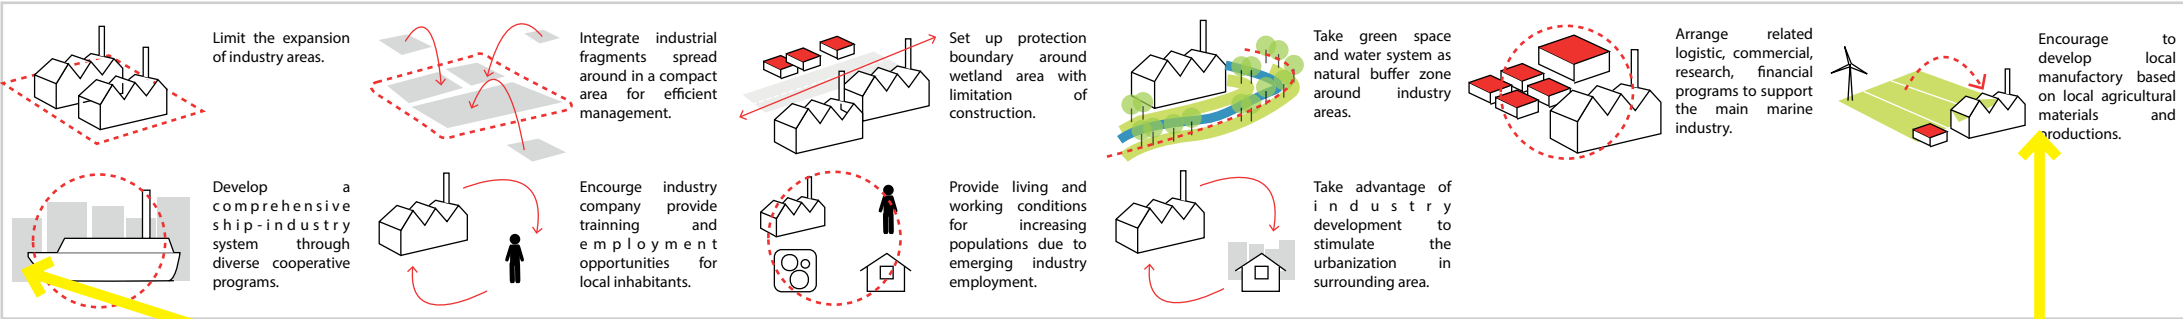 Limit the expansion
of industry areas.
Integrate industrial
fragments spread
around in a compact
area for efficient
management.
Set up protection
boundary around
wetland area with
limitation of
construction.
Take green space
and water system as
natural buffer zone
around industry
areas.
Arrange related
logistic, commercial,
research, financial
programs to support
the main marine
industry.
Encourage to
develop local
manufactory based
on local agricultural
materials and
productions.
Develop a
comprehensive
ship-industry
system through
diverse cooperative
programs.
Encourge industry
company provide
trainning and
employment
opportunities for
local inhabitants.
Provide living and
working conditions
for increasing
populations due to
emerging industry
employment.
Take advantage of
industry
development to
stimulate the
urbanization in
surrounding area.